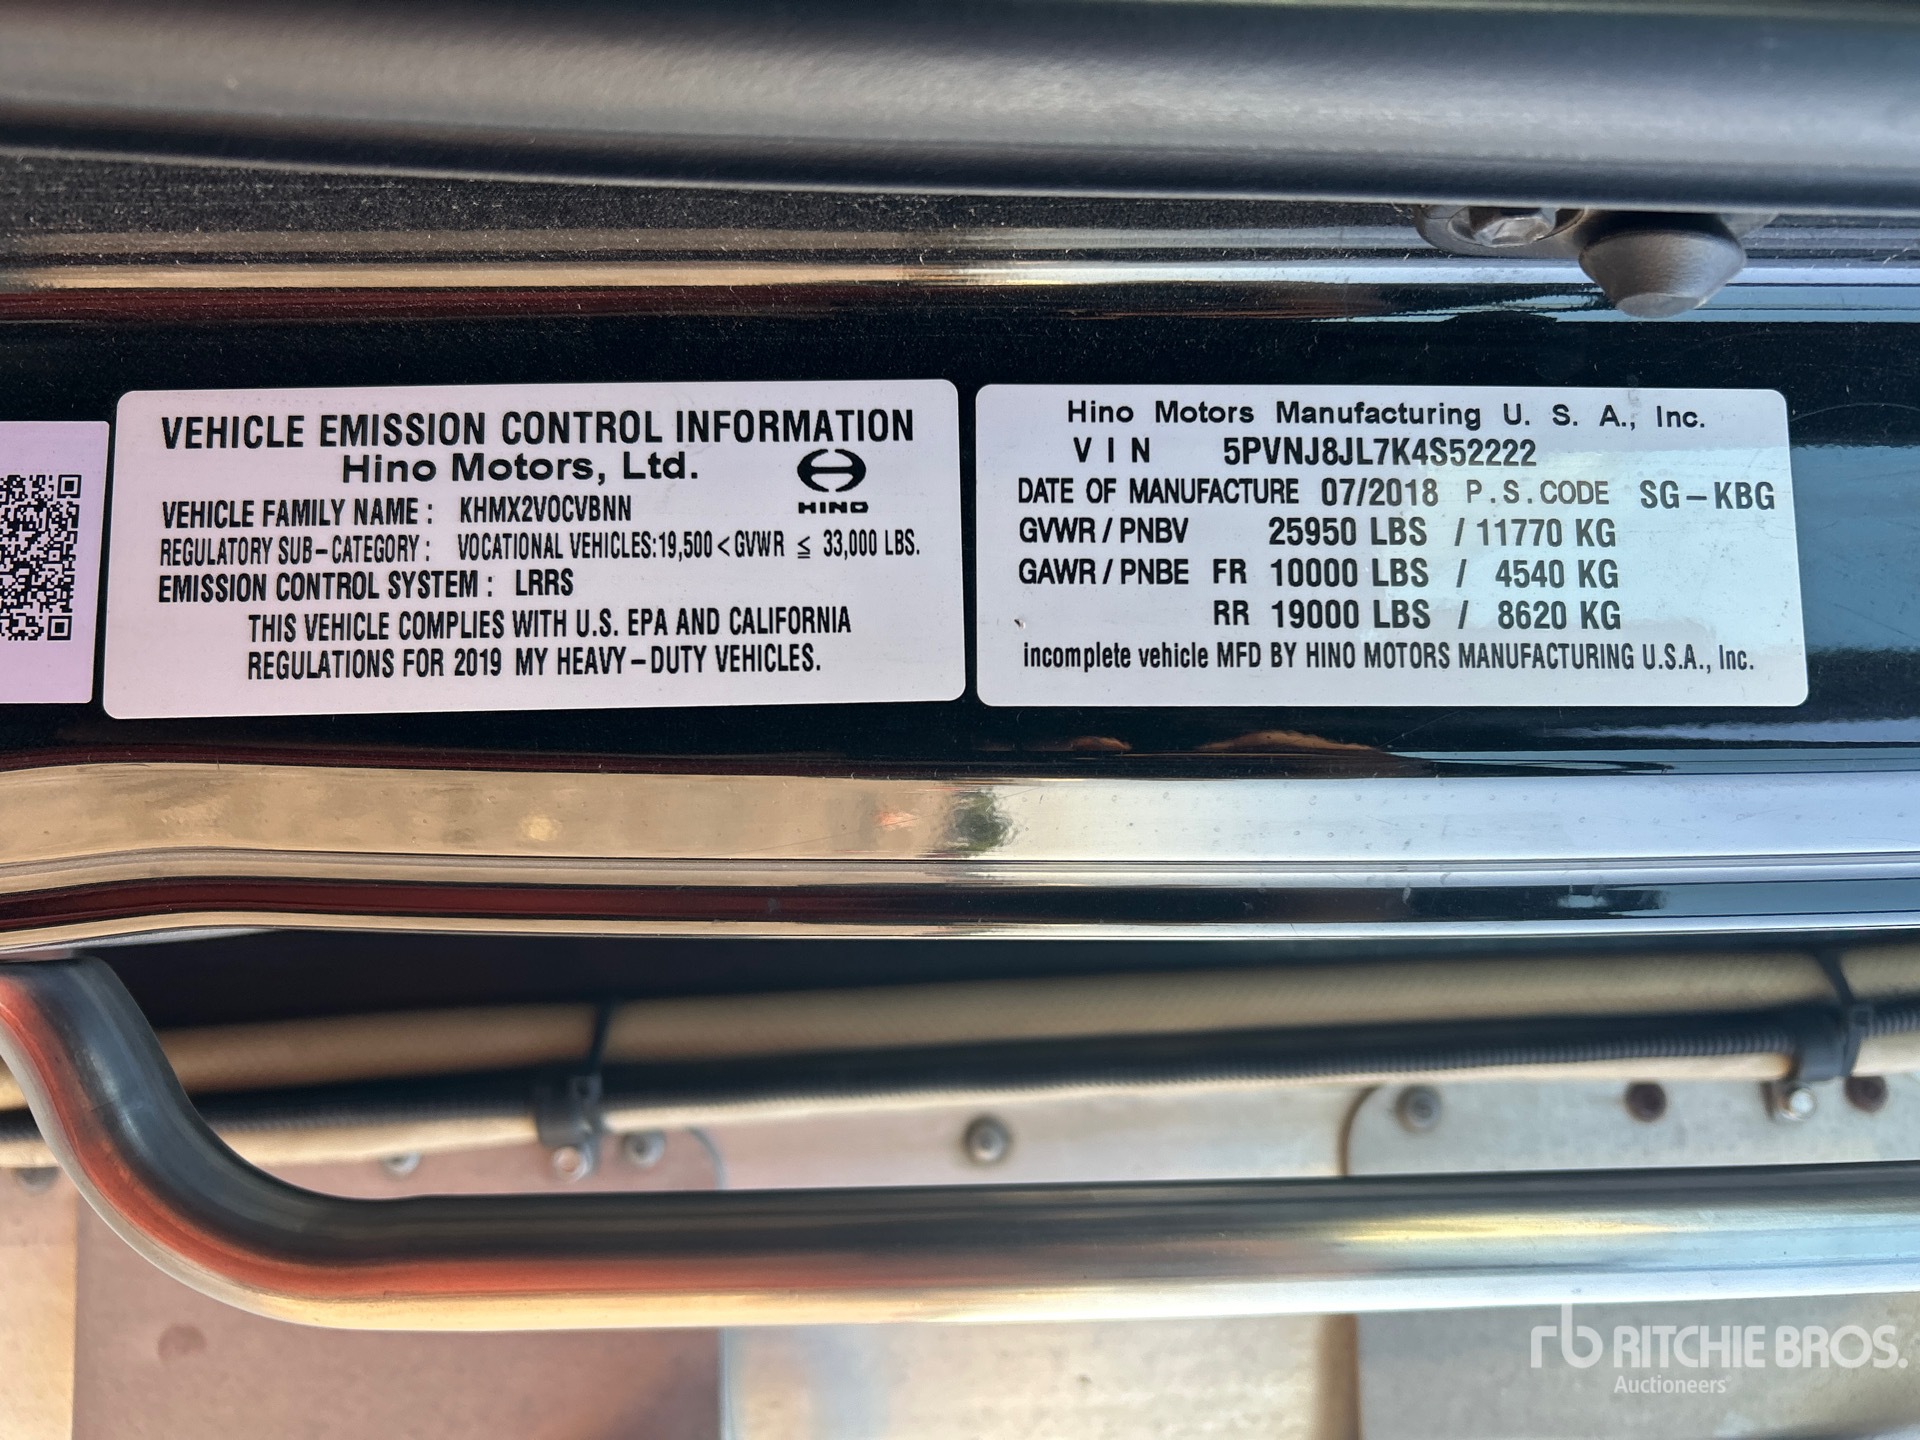 VEHICLE EMISSION CONTROL INFORMATION
Hino Motors, Ltd.
HINO
VEHICLE FAMILY NAME : KHMX2VOCVBNN
REGULATORY SUB-CATEGORY : VOCATIONAL VEHICLES:19,500<GVWR ≦ 33,000 LBS.
EMISSION CONTROL SYSTEM : LRRS
THIS VEHICLE COMPLIES WITH U.S. EPA AND CALIFORNIA
REGULATIONS FOR 2019 MY HEAVY-DUTY VEHICLES.
Hino Motors Manufacturing U. S. A., Inc.
VIN 5PVNJ8JL7K4S52222
DATE OF MANUFACTURE 07/2018 P.S.CODE SG-KBG
GVWR / PNBV 25950 LBS / 11770 KG
GAWR / PNBE FR 10000 LBS / 4540 KG
RR 19000 LBS / 8620 KG
incomplete vehicle MFD BY HINO MOTORS MANUFACTURING U.S.A., Inc.
rb RITCHIE BROS.
Auctioneers